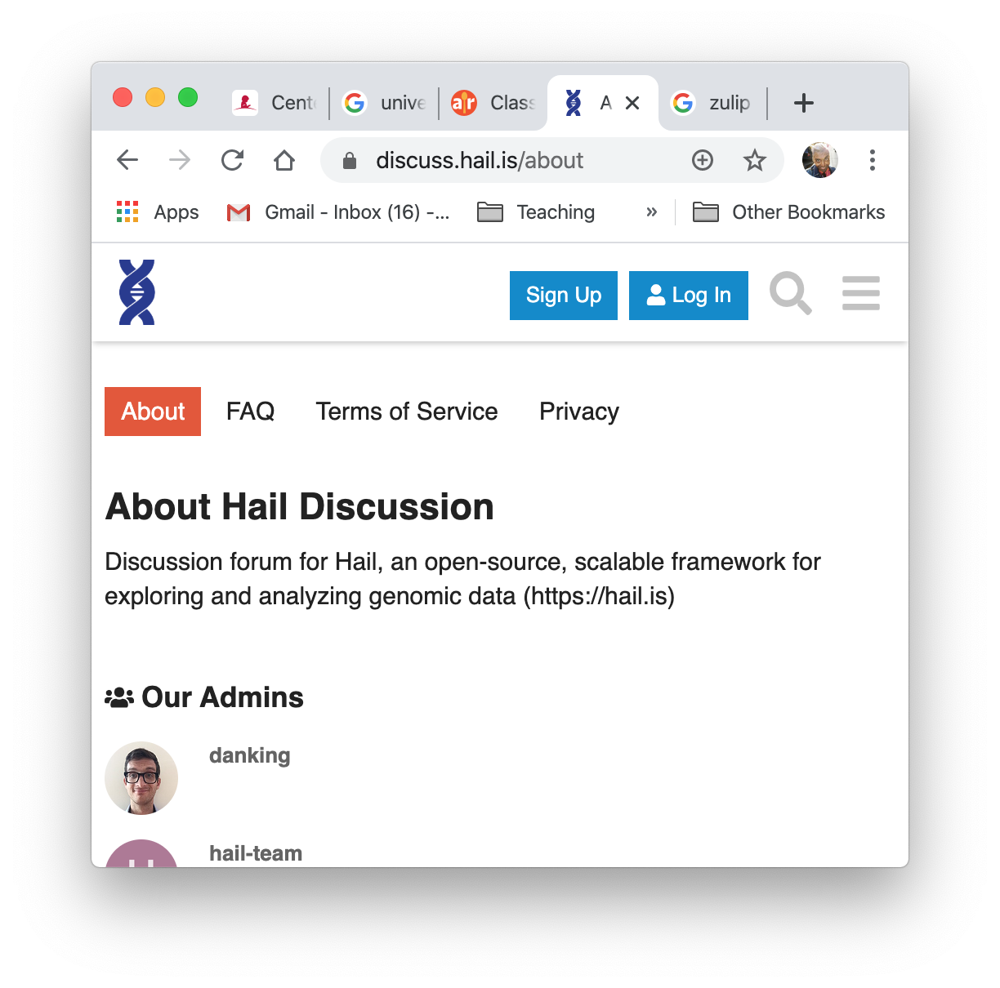 Cent
unive
Class
A
zulip
discuss.hail.is/about
Apps
Gmail - Inbox (16) -...
Teaching
»
Other Bookmarks
Sign Up
Log In
About
FAQ
Terms of Service
Privacy
About Hail Discussion
Discussion forum for Hail, an open-source, scalable framework for
exploring and analyzing genomic data (https://hail.is)
Our Admins
danking
hail-team